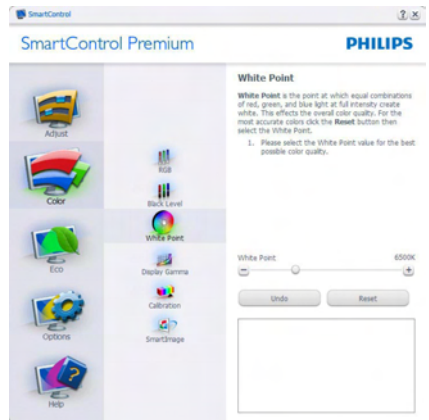 SmartControl
SmartControl Premium
PHILIPS
Adjust
Color
Eco
Options
Help
RGB
Black Level
White Point
Display Gamma
Calibration
SmartImage
White Point
White Point is the point at which equal combinations
of red, green, and blue light at full intensity create
white. This effects the overall color quality. For the
most accurate colors click the Reset button then
select the White Point.
1. Please select the White Point value for the best
possible color quality.
White Point 6500K
Undo Reset